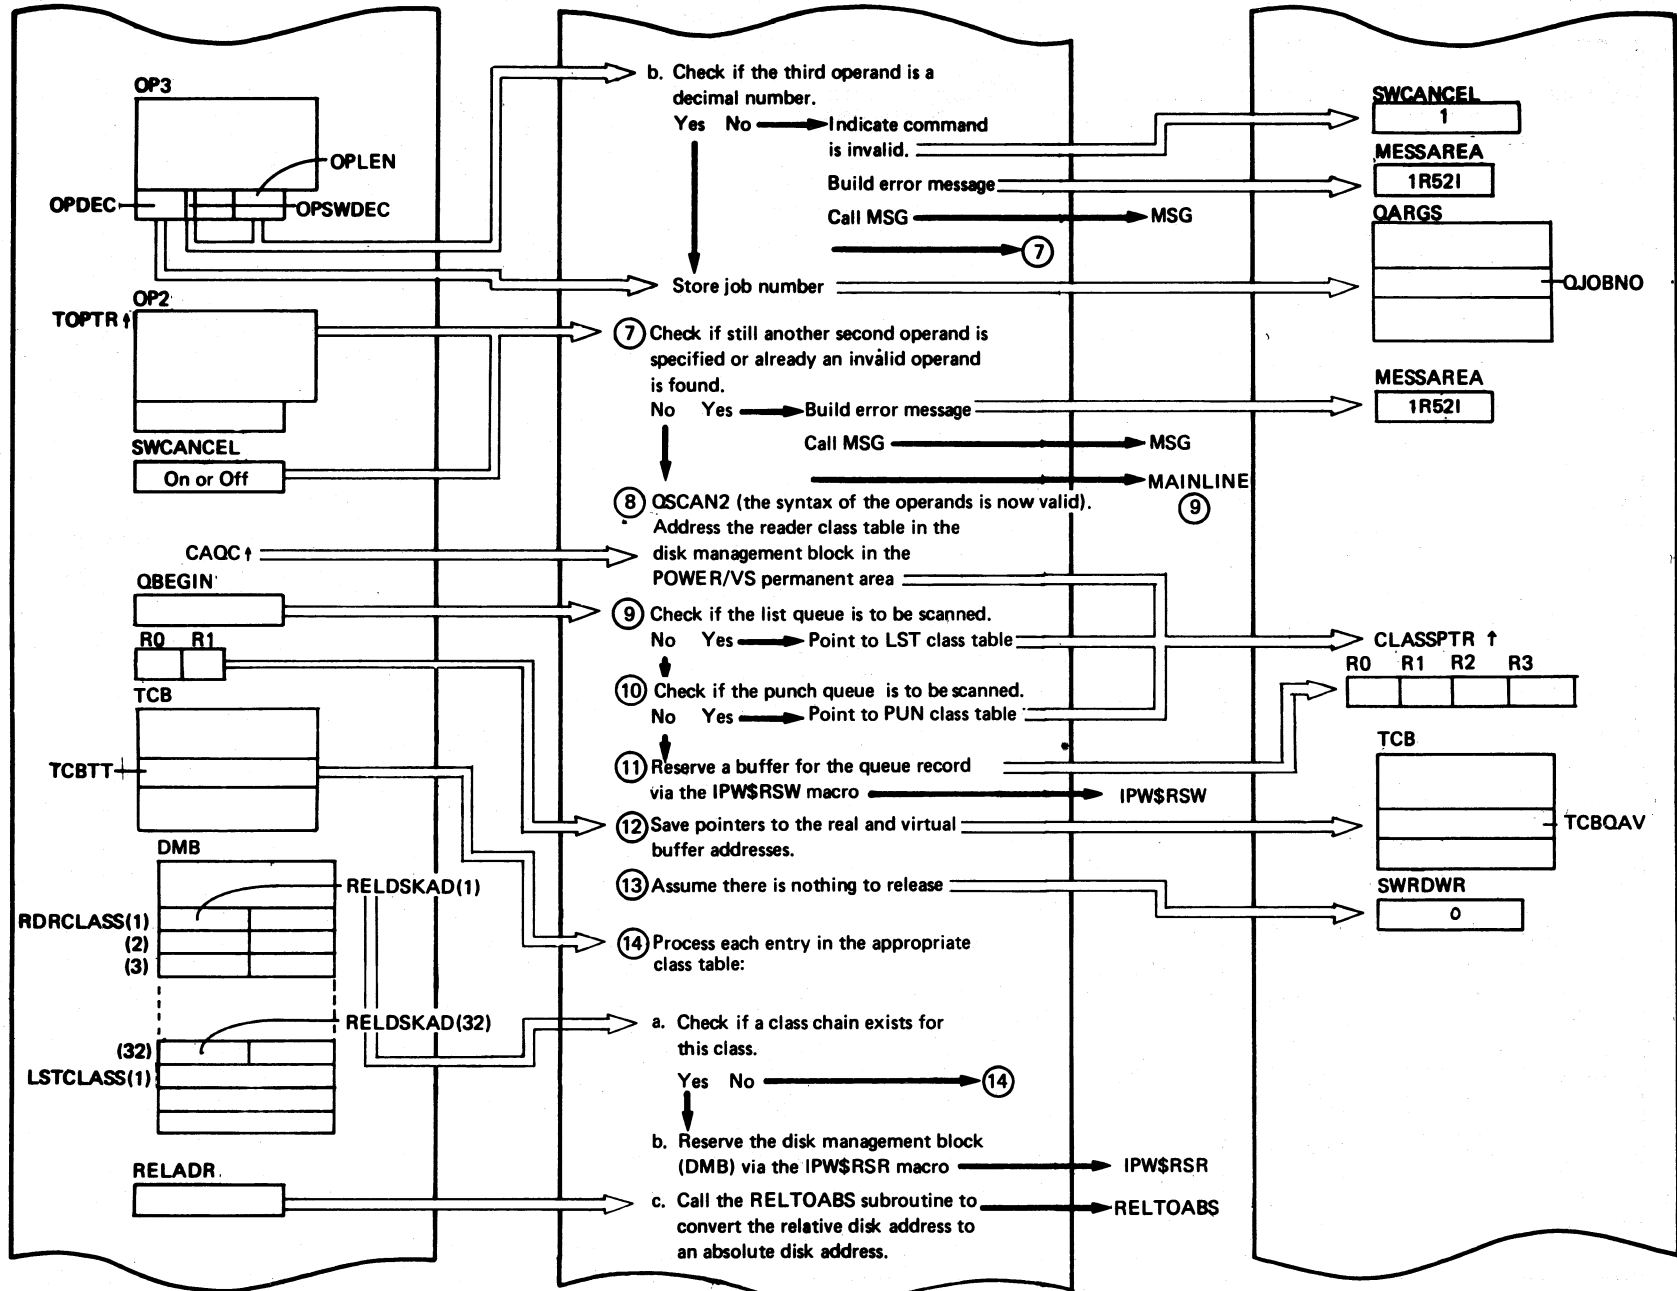 OP3
OPLEN
OPDEC
OPSWDEC
OP2
TOPTR ↑
SWCANCEL
On or Off
CAQC ↑
QBEGIN
R0 R1
TCB
TCBTT
DMB
RELDSKAD(1)
RDRCLASS(1)
(2)
(3)
RELDSKAD(32)
(32)
LSTCLASS(1)
RELADR
b. Check if the third operand is a
decimal number.
Yes No Indicate command
is invalid.
Build error message
Call MSG MSG
7
Store job number
7 Check if still another second operand is
specified or already an invalid operand
is found.
No Yes Build error message
Call MSG MSG
MAINLINE
9
8 QSCAN2 (the syntax of the operands is now valid).
Address the reader class table in the
disk management block in the
POWER/VS permanent area
9 Check if the list queue is to be scanned.
No Yes Point to LST class table
10 Check if the punch queue is to be scanned.
No Yes Point to PUN class table
11 Reserve a buffer for the queue record
via the IPW$RSW macro IPW$RSW
12 Save pointers to the real and virtual
buffer addresses.
13 Assume there is nothing to release
14 Process each entry in the appropriate
class table:
a. Check if a class chain exists for
this class.
Yes No 14
b. Reserve the disk management block
(DMB) via the IPW$RSR macro IPW$RSR
c. Call the RELTOABS subroutine to RELTOABS
convert the relative disk address to
an absolute disk address.
SWCANCEL
1
MESSAREA
1R52I
QARGS
QJOBNO
MESSAREA
1R52I
CLASSPTR ↑
R0 R1 R2 R3
TCB
TCBQAV
SWRDWR
0